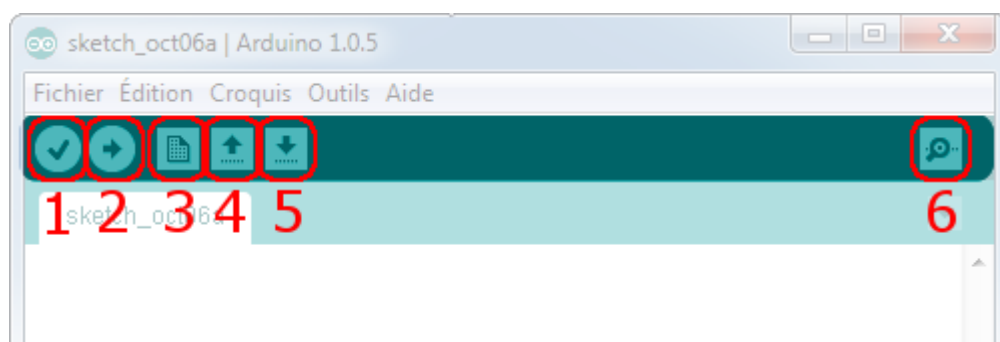 sketch_oct06a | Arduino 1.0.5
Fichier Édition Croquis Outils Aide
1 2 3 4 5 6
sketch_oct06a